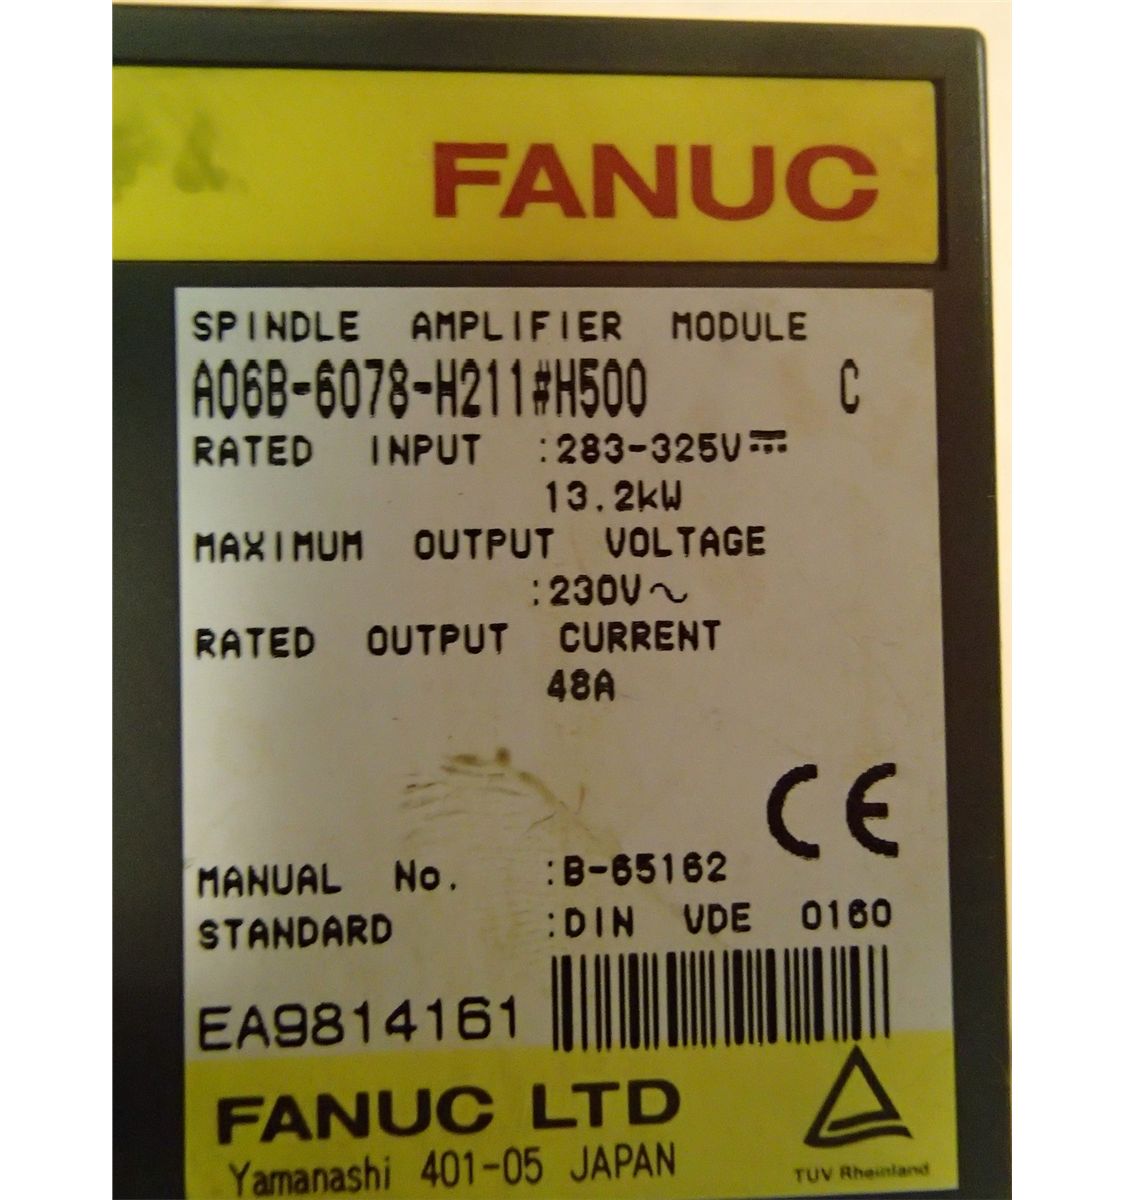 FANUC
SPINDLE AMPLIFIER MODULE
A06B-6078-H211#H500 C
RATED INPUT :283-325V⎓
13.2kW
MAXIMUM OUTPUT VOLTAGE
:230V~
RATED OUTPUT CURRENT
48A
CE
MANUAL No. :B-65162
STANDARD :DIN VDE 0160
EA9814161
FANUC LTD
Yamanashi 401-05 JAPAN
TUV Rheinland